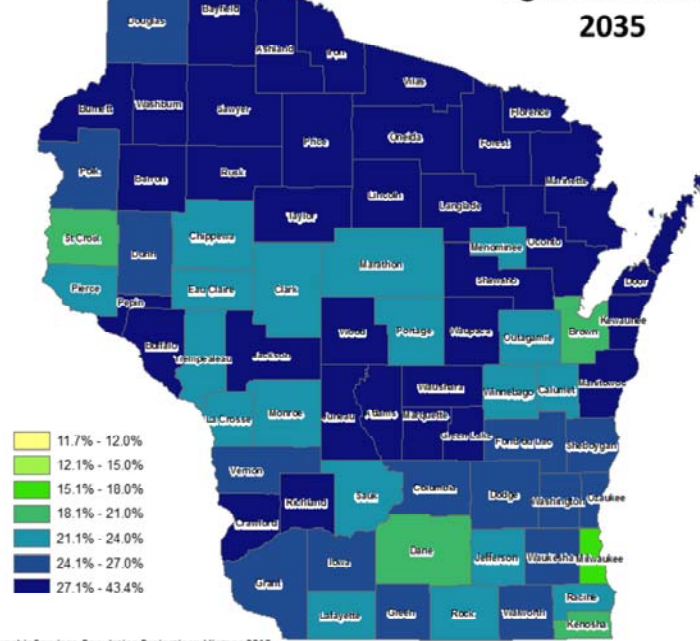 2035
Douglas
Bayfield
Ashland
Iron
Vilas
Burnett
Washburn
Sawyer
Price
Oneida
Forest
Florence
Marinette
Polk
Barron
Rusk
Lincoln
Langlade
Taylor
Oconto
St Croix
Dunn
Chippewa
Marathon
Menominee
Shawano
Door
Pierce
Pepin
Eau Claire
Clark
Buffalo
Trempealeau
Jackson
Wood
Portage
Waupaca
Outagamie
Brown
Kewaunee
La Crosse
Monroe
Juneau
Adams
Waushara
Marquette
Green Lake
Winnebago
Calumet
Manitowoc
Fond du Lac
Sheboygan
Vernon
Richland
Crawford
Sauk
Columbia
Dodge
Washington
Ozaukee
Grant
Iowa
Dane
Jefferson
Waukesha
Milwaukee
Lafayette
Green
Rock
Walworth
Racine
Kenosha
11.7% - 12.0%
12.1% - 15.0%
15.1% - 18.0%
18.1% - 21.0%
21.1% - 24.0%
24.1% - 27.0%
27.1% - 43.4%